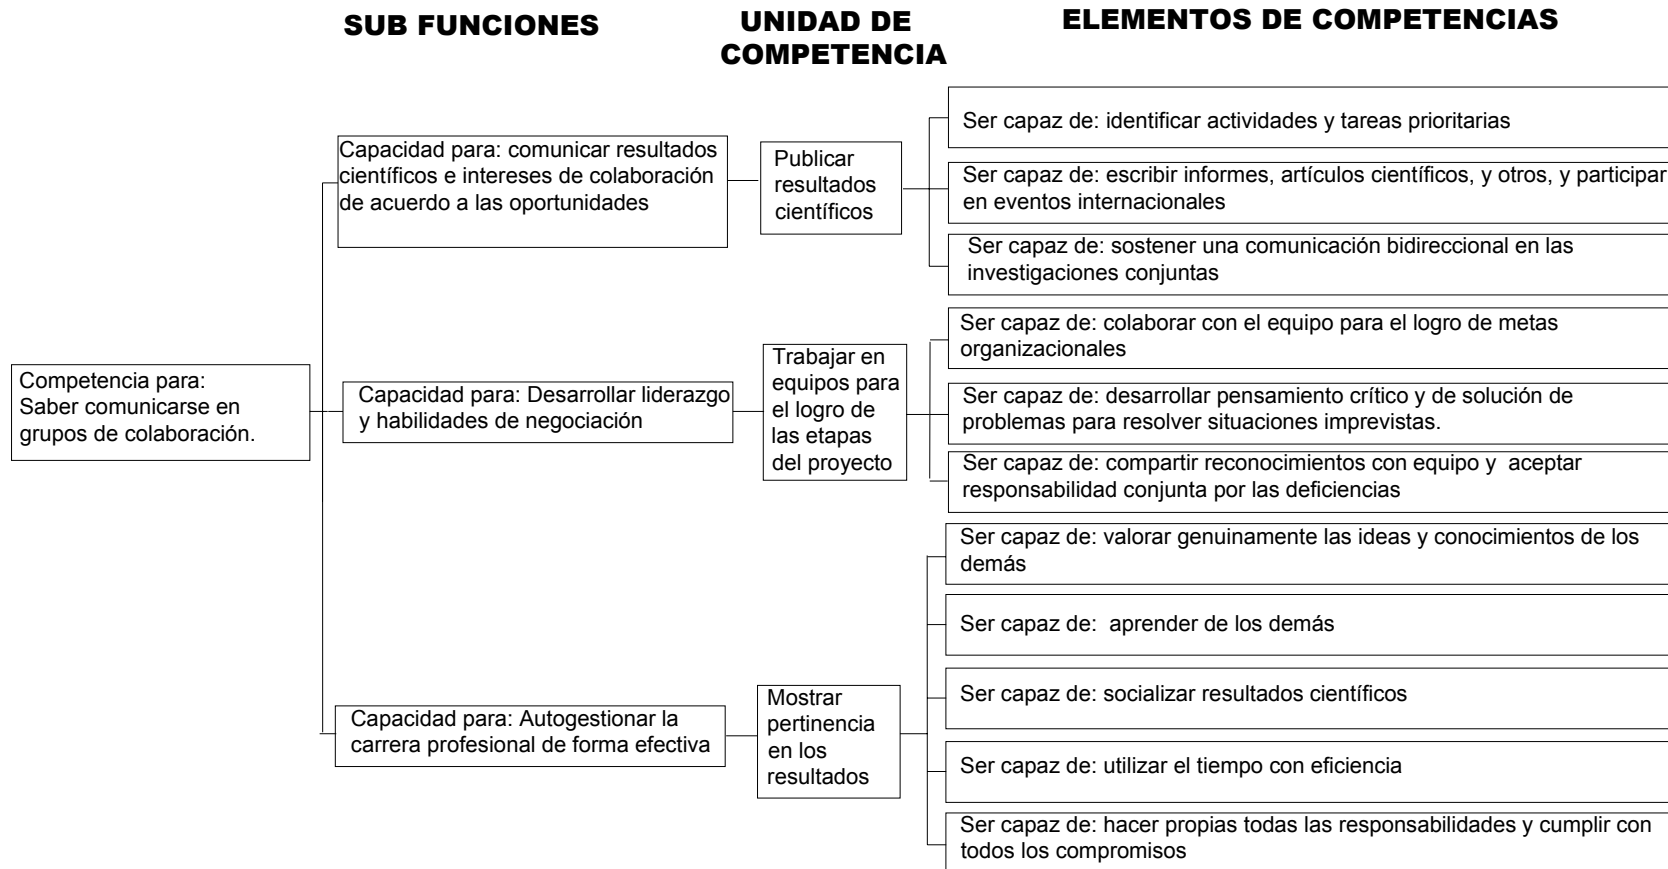 SUB FUNCIONES
UNIDAD DE
COMPETENCIA
ELEMENTOS DE COMPETENCIAS
Competencia para:
Saber comunicarse en
grupos de colaboración.
Capacidad para: comunicar resultados
científicos e intereses de colaboración
de acuerdo a las oportunidades
Publicar
resultados
científicos
Ser capaz de: identificar actividades y tareas prioritarias
Ser capaz de: escribir informes, artículos científicos, y otros, y participar
en eventos internacionales
Ser capaz de: sostener una comunicación bidireccional en las
investigaciones conjuntas
Capacidad para: Desarrollar liderazgo
y habilidades de negociación
Trabajar en
equipos para
el logro de
las etapas
del proyecto
Ser capaz de: colaborar con el equipo para el logro de metas
organizacionales
Ser capaz de: desarrollar pensamiento crítico y de solución de
problemas para resolver situaciones imprevistas.
Ser capaz de: compartir reconocimientos con equipo y  aceptar
responsabilidad conjunta por las deficiencias
Capacidad para: Autogestionar la
carrera profesional de forma efectiva
Mostrar
pertinencia
en los
resultados
Ser capaz de: valorar genuinamente las ideas y conocimientos de los
demás
Ser capaz de:  aprender de los demás
Ser capaz de: socializar resultados científicos
Ser capaz de: utilizar el tiempo con eficiencia
Ser capaz de: hacer propias todas las responsabilidades y cumplir con
todos los compromisos